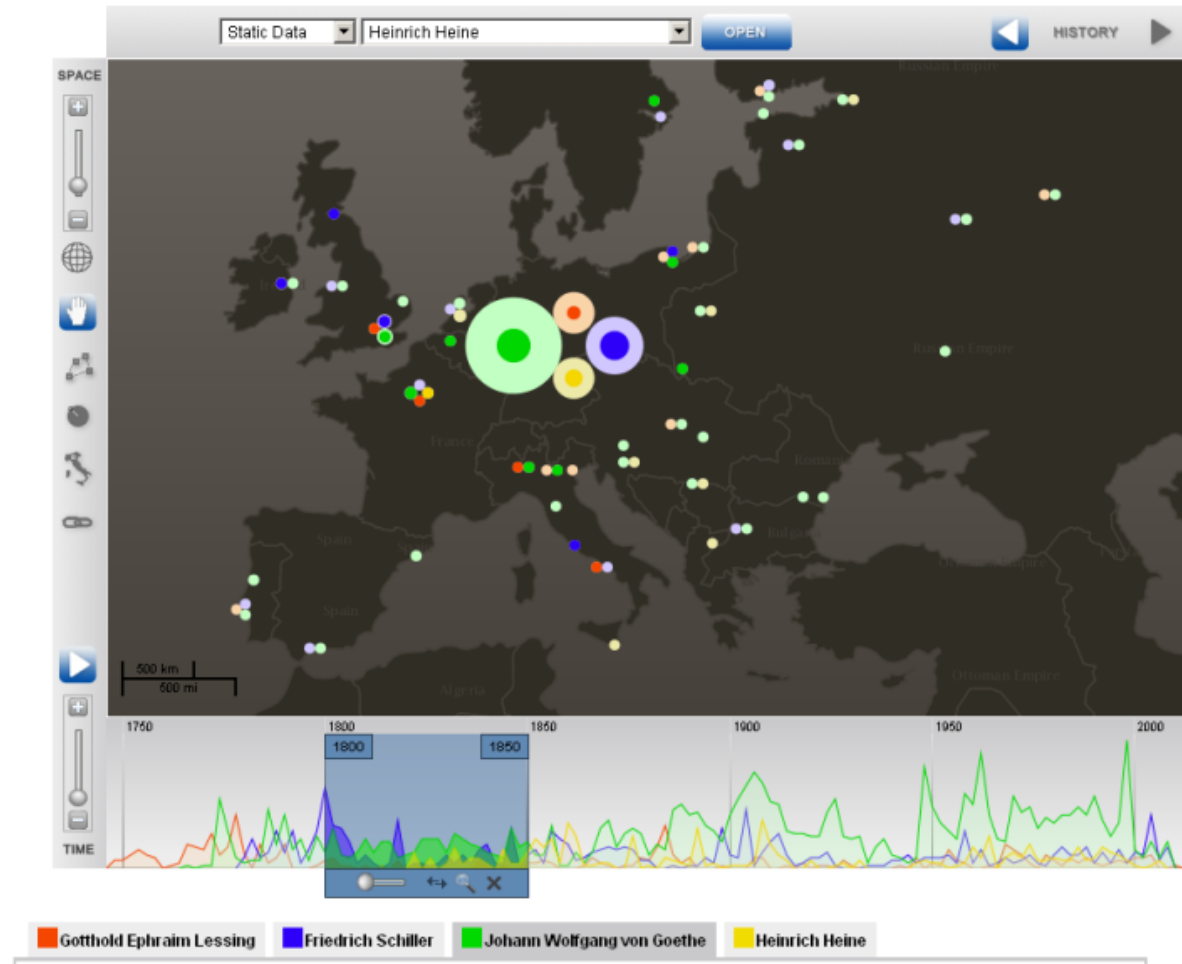 Static Data Heinrich Heine OPEN HISTORY
SPACE
Russian Empire
Russian Empire
France
Spain
Spain
Bulgaria
Ottoman Empire
500 km
500 mi
Algeria
Ottoman Empire
1750 1800 1850 1900 1950 2000
1800 1850
TIME
Gotthold Ephraim Lessing Friedrich Schiller Johann Wolfgang von Goethe Heinrich Heine